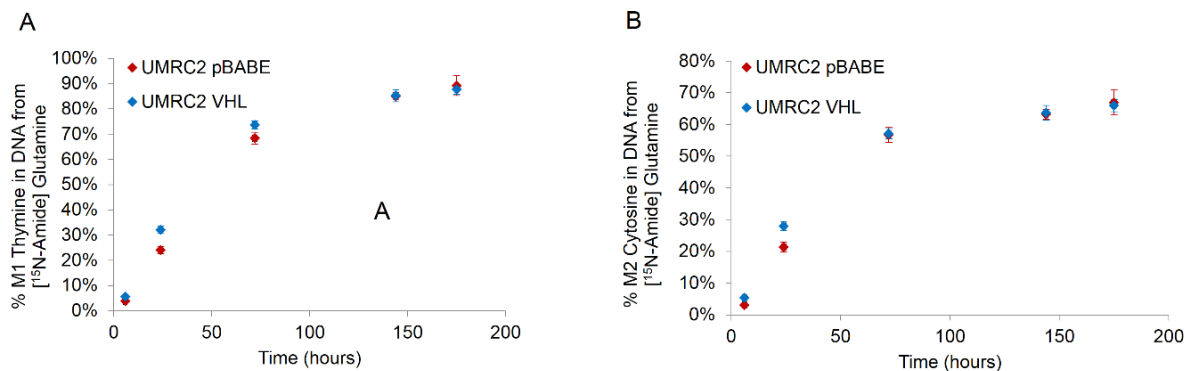 A
% M1 Thymine in DNA from
[¹⁵N-Amide] Glutamine
100%
90%
80%
70%
60%
50%
40%
30%
20%
10%
0%
UMRC2 pBABE
UMRC2 VHL
A
0
50
100
150
200
Time (hours)
B
% M2 Cytosine in DNA from
[¹⁵N-Amide] Glutamine
80%
70%
60%
50%
40%
30%
20%
10%
0%
UMRC2 pBABE
UMRC2 VHL
0
50
100
150
200
Time (hours)